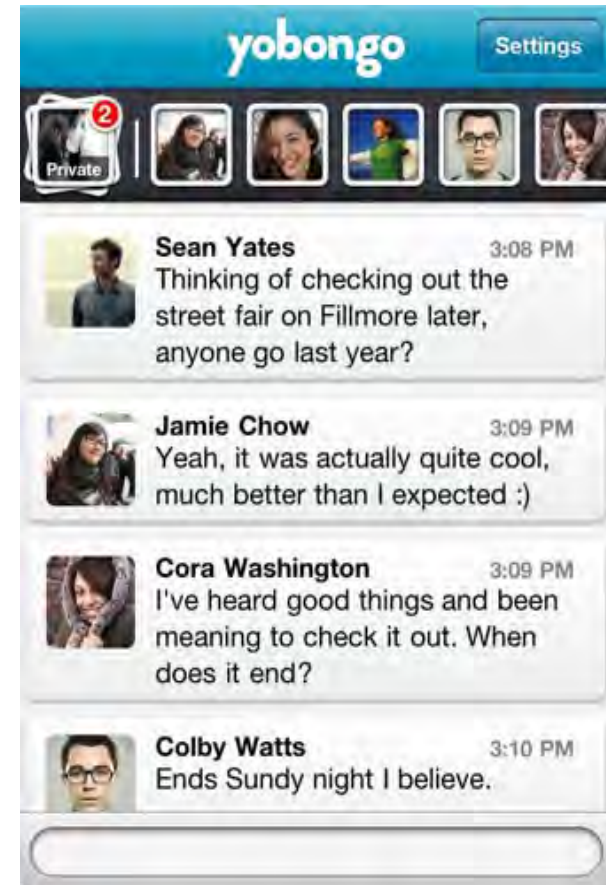 yobongo
Settings
2
Private
Sean Yates 3:08 PM
Thinking of checking out the
street fair on Fillmore later,
anyone go last year?
Jamie Chow 3:09 PM
Yeah, it was actually quite cool,
much better than I expected :)
Cora Washington 3:09 PM
I've heard good things and been
meaning to check it out. When
does it end?
Colby Watts 3:10 PM
Ends Sundy night I believe.